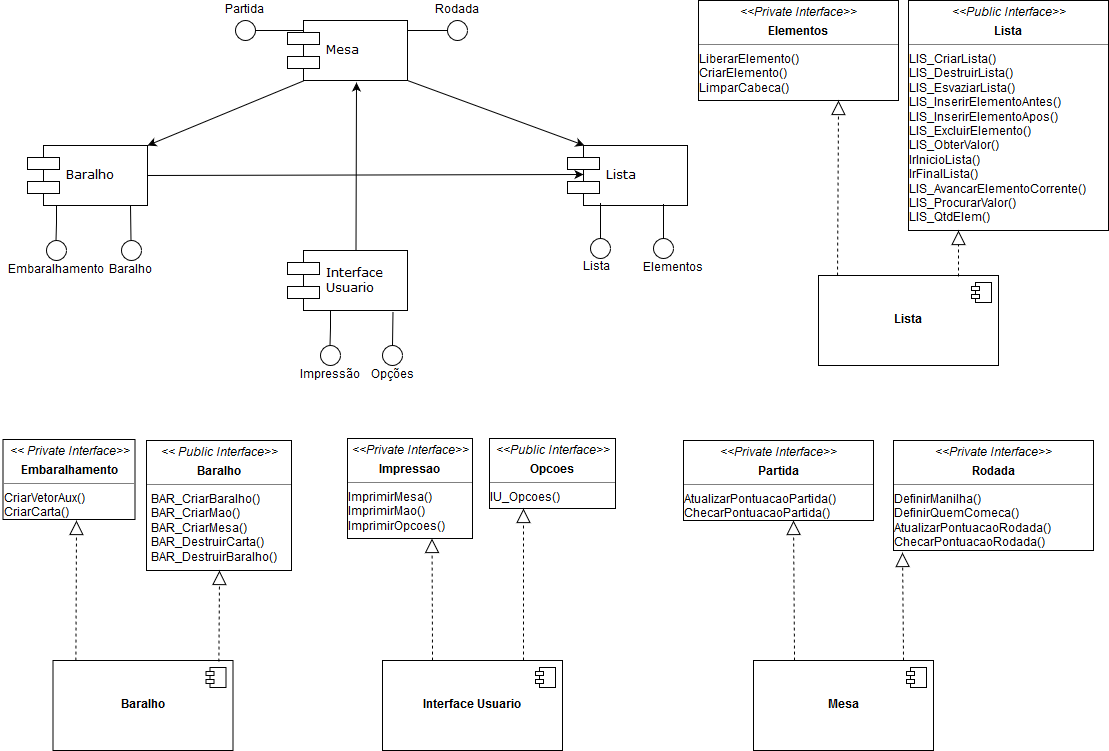 Partida
Rodada
Mesa
Baralho
Lista
Embaralhamento
Baralho
Interface
Usuario
Lista
Elementos
Impressão
Opções
<<Private Interface>>
Elementos
LiberarElemento()
CriarElemento()
LimparCabeca()
<<Public Interface>>
Lista
LIS_CriarLista()
LIS_DestruirLista()
LIS_EsvaziarLista()
LIS_InserirElementoAntes()
LIS_InserirElementoApos()
LIS_ExcluirElemento()
LIS_ObterValor()
IrInicioLista()
IrFinalLista()
LIS_AvancarElementoCorrente()
LIS_ProcurarValor()
LIS_QtdElem()
Lista
<< Private Interface>>
Embaralhamento
CriarVetorAux()
CriarCarta()
<< Public Interface>>
Baralho
BAR_CriarBaralho()
BAR_CriarMao()
BAR_CriarMesa()
BAR_DestruirCarta()
BAR_DestruirBaralho()
Baralho
<<Private Interface>>
Impressao
ImprimirMesa()
ImprimirMao()
ImprimirOpcoes()
<<Public Interface>>
Opcoes
IU_Opcoes()
Interface Usuario
<<Private Interface>>
Partida
AtualizarPontuacaoPartida()
ChecarPontuacaoPartida()
<<Private Interface>>
Rodada
DefinirManilha()
DefinirQuemComeca()
AtualizarPontuacaoRodada()
ChecarPontuacaoRodada()
Mesa